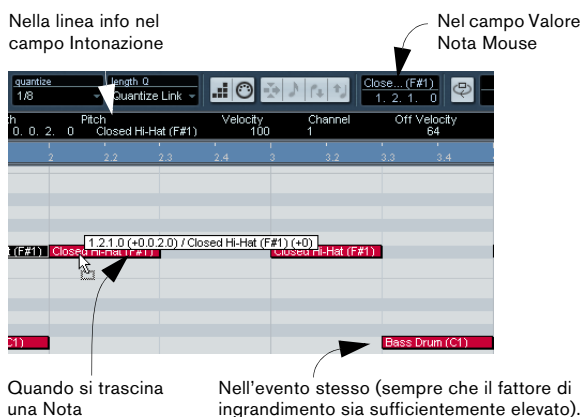 Nella linea info nel
campo Intonazione
Nel campo Valore
Nota Mouse
quantize
length Q
1/8
Quantize Link
Close... (F#1)
1. 2. 1. 0
Pitch
Velocity
Channel
Off Velocity
0. 0. 2. 0
Closed Hi-Hat (F#1)
100
1
64
2
2.2
2.3
2.4
3
3.2
3.3
3.4
1.2.1.0 (+0.0.2.0) / Closed Hi-Hat (F#1) (+0)
(F#1)
Closed Hi-Hat (F#1)
Closed Hi-Hat (F#1)
C1)
Bass Drum (C1)
Quando si trascina
una Nota
Nell'evento stesso (sempre che il fattore di
ingrandimento sia sufficientemente elevato).